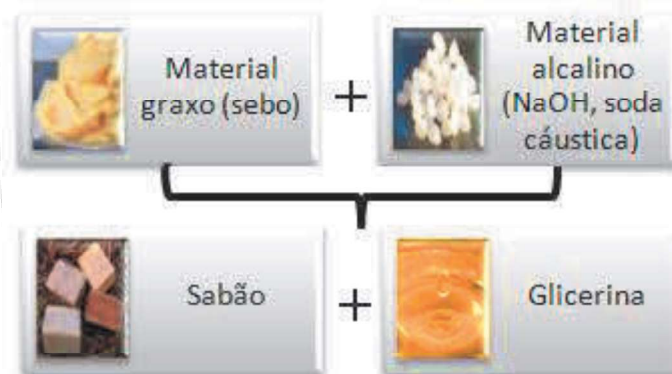 Material
graxo (sebo)
+
Material
alcalino
(NaOH, soda
cáustica)
Sabão
+
Glicerina